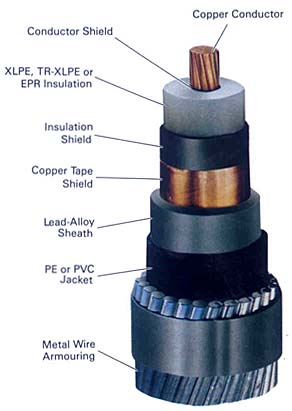 Copper Conductor
Conductor Shield
XLPE, TR-XLPE or
EPR Insulation
Insulation
Shield
Copper Tape
Shield
Lead-Alloy
Sheath
PE or PVC
Jacket
Metal Wire
Armouring